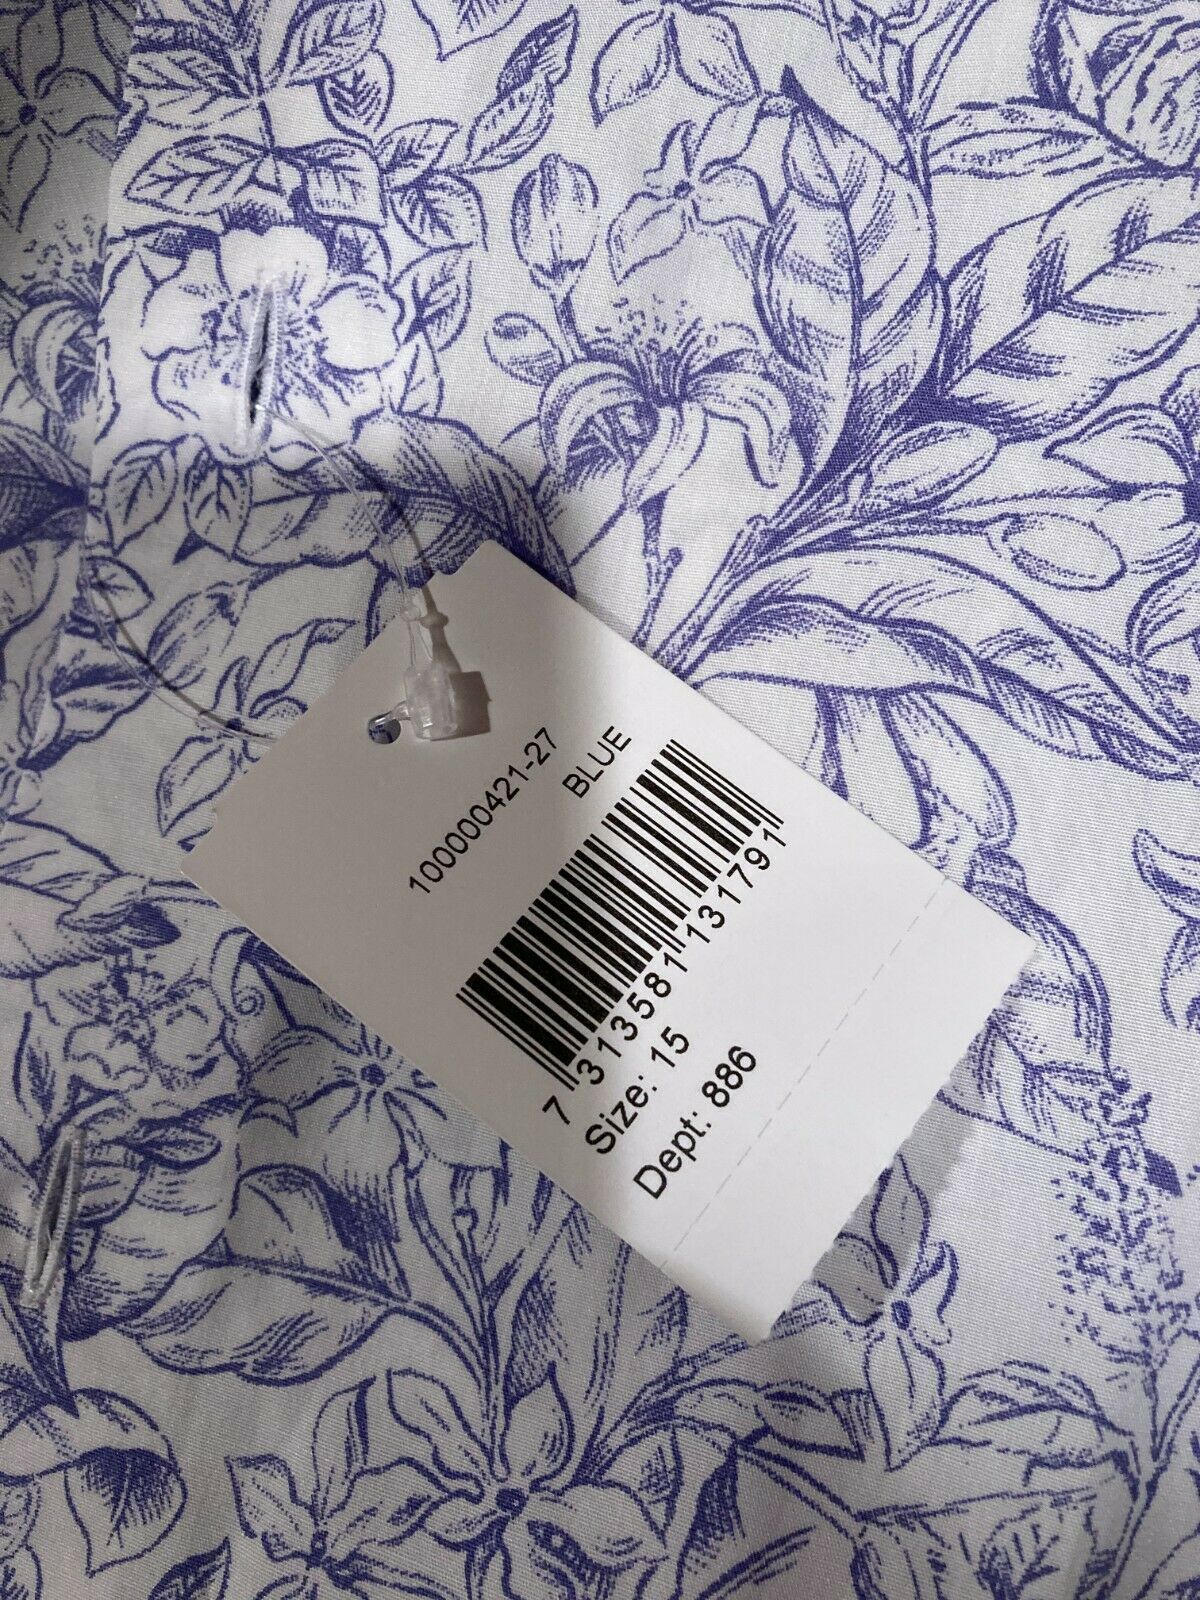 100000421-27
BLUE
7 313581 131791
Size: 15
Dept: 886